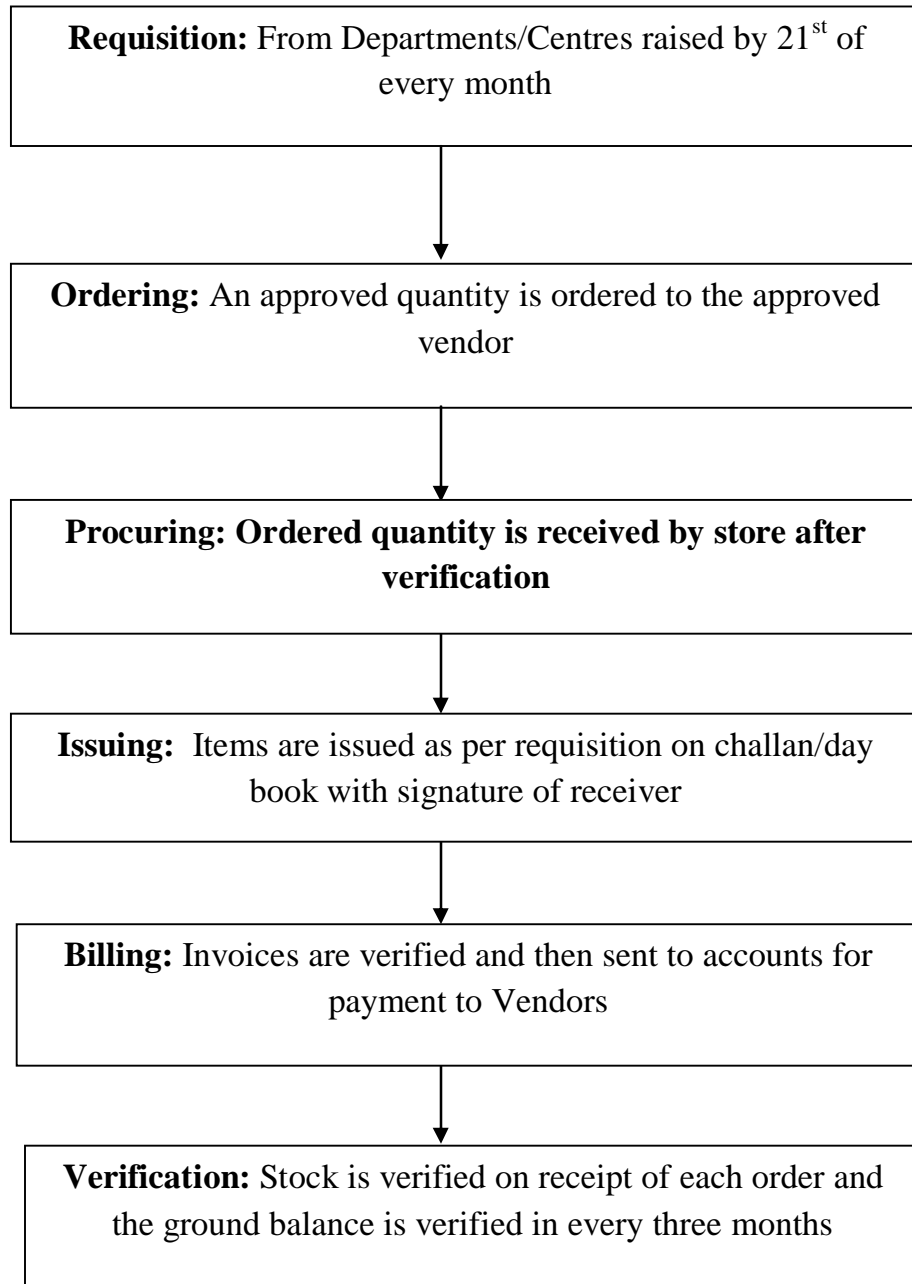 Requisition: From Departments/Centres raised by 21st of
every month
Ordering: An approved quantity is ordered to the approved
vendor
Procuring: Ordered quantity is received by store after
verification
Issuing:  Items are issued as per requisition on challan/day
book with signature of receiver
Billing: Invoices are verified and then sent to accounts for
payment to Vendors
Verification: Stock is verified on receipt of each order and
the ground balance is verified in every three months